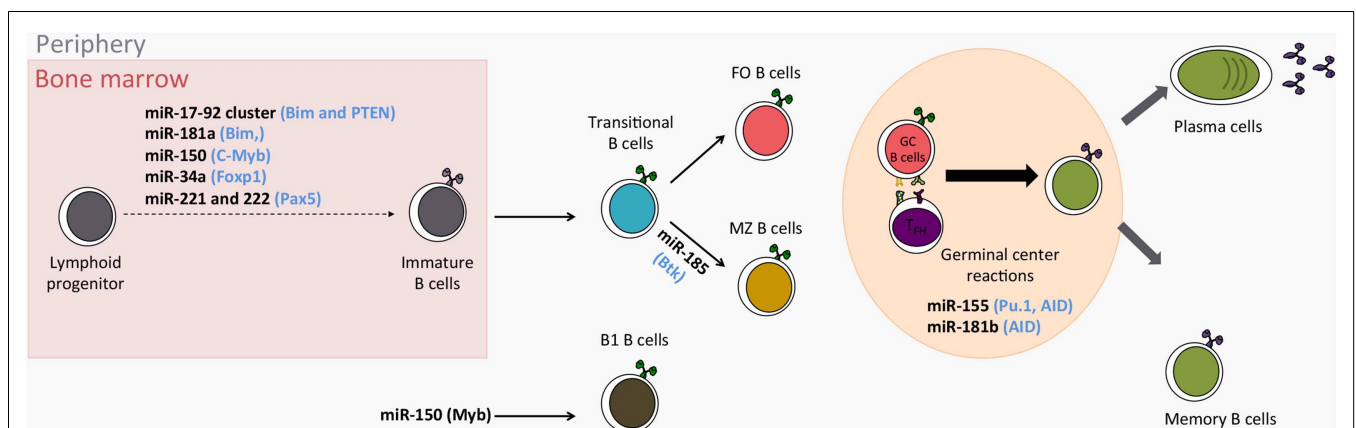 Periphery
Bone marrow
miR-17-92 cluster (Bim and PTEN)
miR-181a (Bim,)
miR-150 (C-Myb)
miR-34a (Foxp1)
miR-221 and 222 (Pax5)
Lymphoid
progenitor
Immature
B cells
Transitional
B cells
FO B cells
miR-185
(Btk)
MZ B cells
B1 B cells
miR-150 (Myb)
GC
B cells
TFH
Germinal center
reactions
miR-155 (Pu.1, AID)
miR-181b (AID)
Plasma cells
Memory B cells